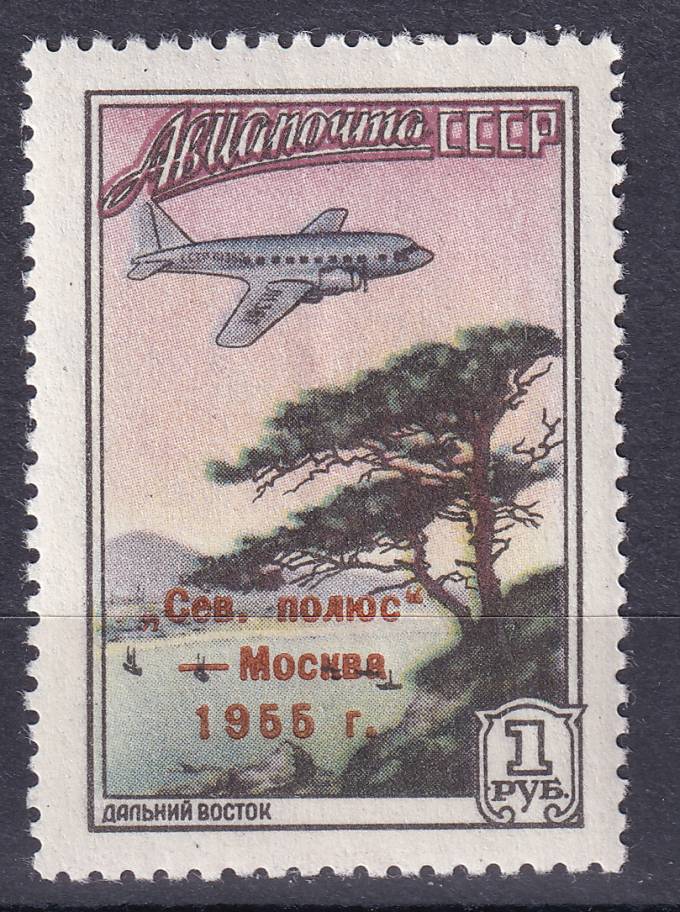 Авиапочта СССР
„Сев. полюс“
— Москва
1955 г.
1
РУБ.
ДАЛЬНИЙ ВОСТОК